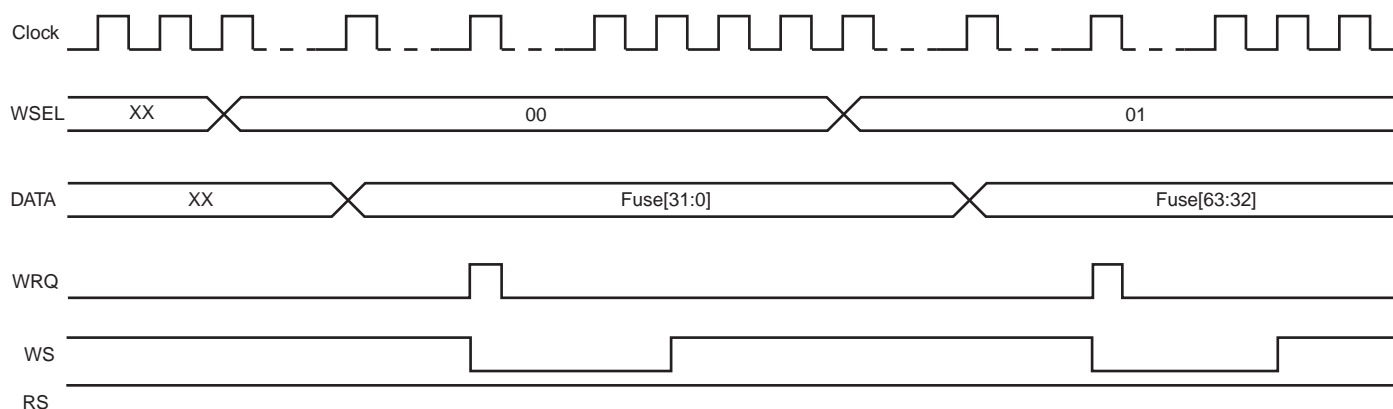 Clock
WSEL XX 00 01
DATA XX Fuse[31:0] Fuse[63:32]
WRQ
WS
RS